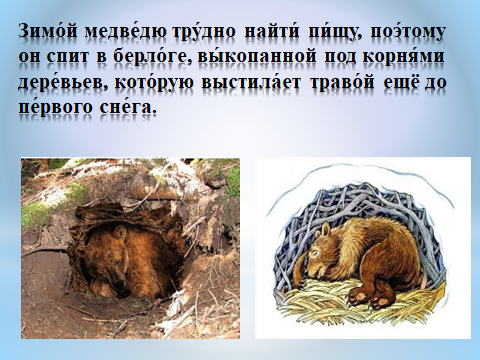 Зимо́й медве́дю тру́дно найти́ пи́щу, поэ́тому
он спит в берло́ге, вы́копанной под корня́ми
дере́вьев, кото́рую выстила́ет траво́й ещё до
пе́рвого сне́га.